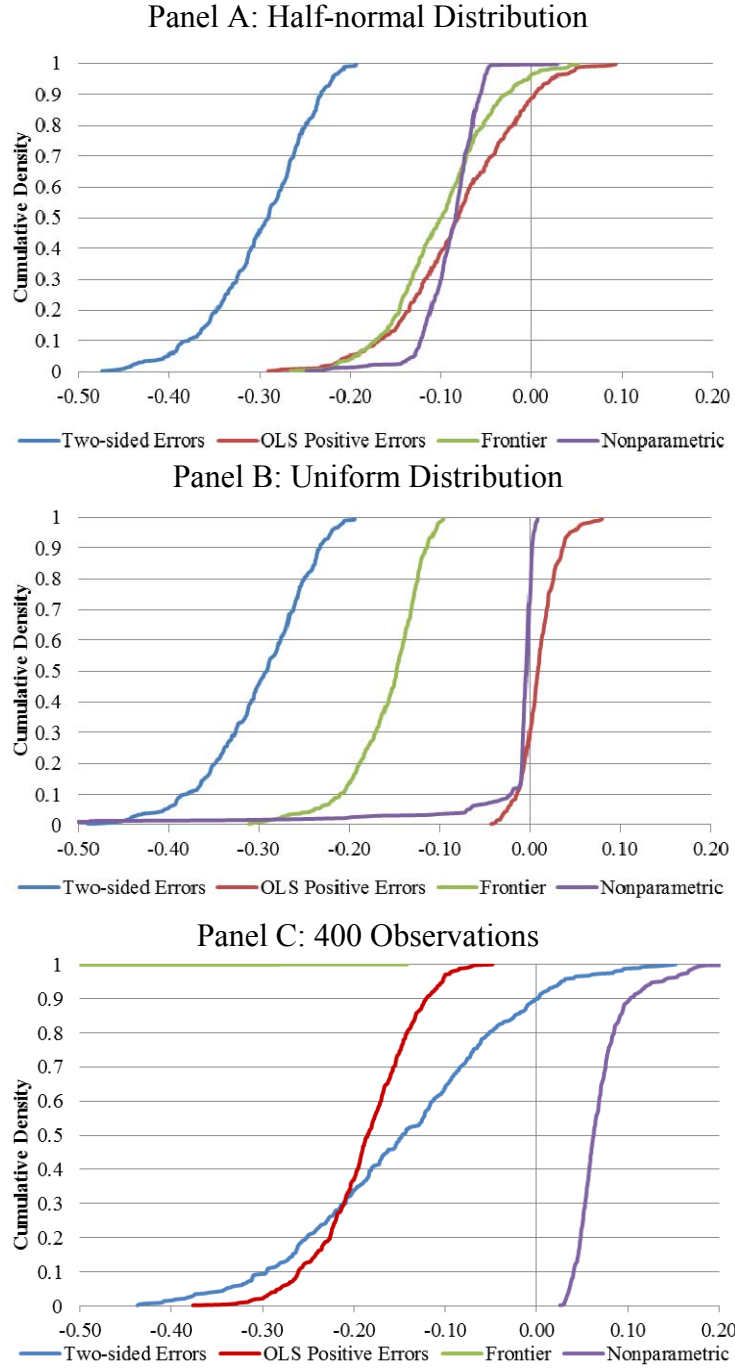 Panel A: Half-normal Distribution
Cumulative Density
1
0.9
0.8
0.7
0.6
0.5
0.4
0.3
0.2
0.1
0
-0.50 -0.40 -0.30 -0.20 -0.10 0.00 0.10 0.20
Two-sided Errors OLS Positive Errors Frontier Nonparametric
Panel B: Uniform Distribution
Cumulative Density
1
0.9
0.8
0.7
0.6
0.5
0.4
0.3
0.2
0.1
0
-0.50 -0.40 -0.30 -0.20 -0.10 0.00 0.10 0.20
Two-sided Errors OLS Positive Errors Frontier Nonparametric
Panel C: 400 Observations
Cumulative Density
1
0.9
0.8
0.7
0.6
0.5
0.4
0.3
0.2
0.1
0
-0.50 -0.40 -0.30 -0.20 -0.10 0.00 0.10 0.20
Two-sided Errors OLS Positive Errors Frontier Nonparametric